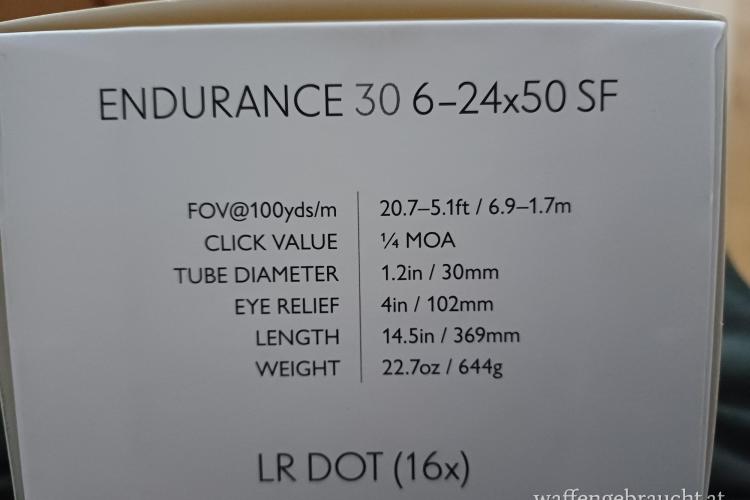 ENDURANCE 30 6–24x50 SF
FOV@100yds/m 20.7–5.1ft / 6.9–1.7m
CLICK VALUE ¼ MOA
TUBE DIAMETER 1.2in / 30mm
EYE RELIEF 4in / 102mm
LENGTH 14.5in / 369mm
WEIGHT 22.7oz / 644g
LR DOT (16x)
waffengebraucht.at